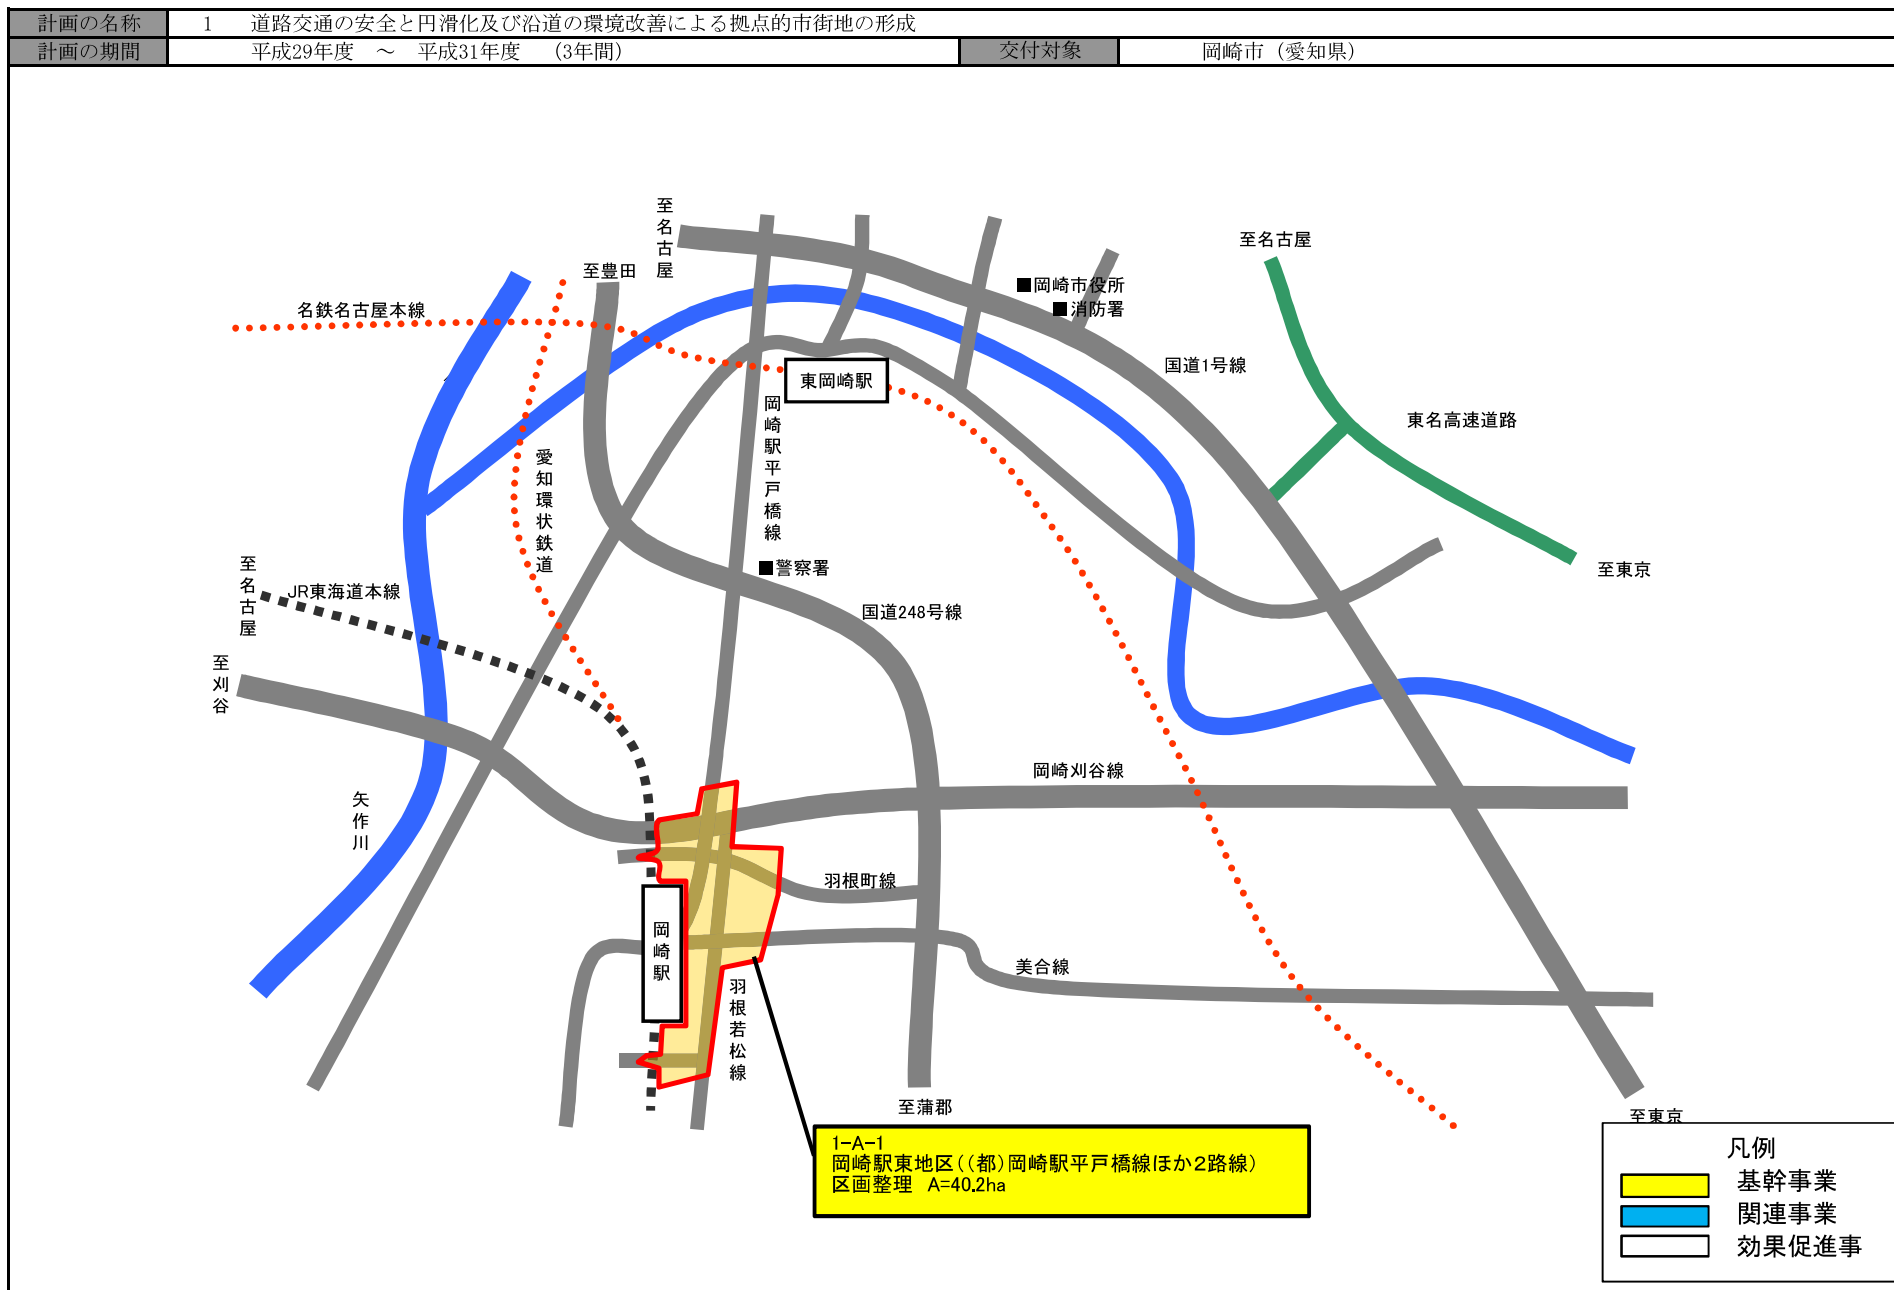 計画の名称 1 道路交通の安全と円滑化及び沿道の環境改善による拠点的市街地の形成
計画の期間 平成29年度 ～ 平成31年度 (3年間) 交付対象 岡崎市（愛知県）
至名古屋
至名古屋
至豊田
■岡崎市役所
■消防署
名鉄名古屋本線
国道1号線
東岡崎駅
岡崎駅平戸橋線
東名高速道路
愛知環状鉄道
至名古屋
■警察署
至東京
JR東海道本線
国道248号線
至刈谷
岡崎刈谷線
矢作川
羽根町線
岡崎駅
美合線
羽根若松線
至蒲郡
至東京
1-A-1
岡崎駅東地区((都)岡崎駅平戸橋線ほか2路線)
区画整理 A=40.2ha
凡例
基幹事業
関連事業
効果促進事